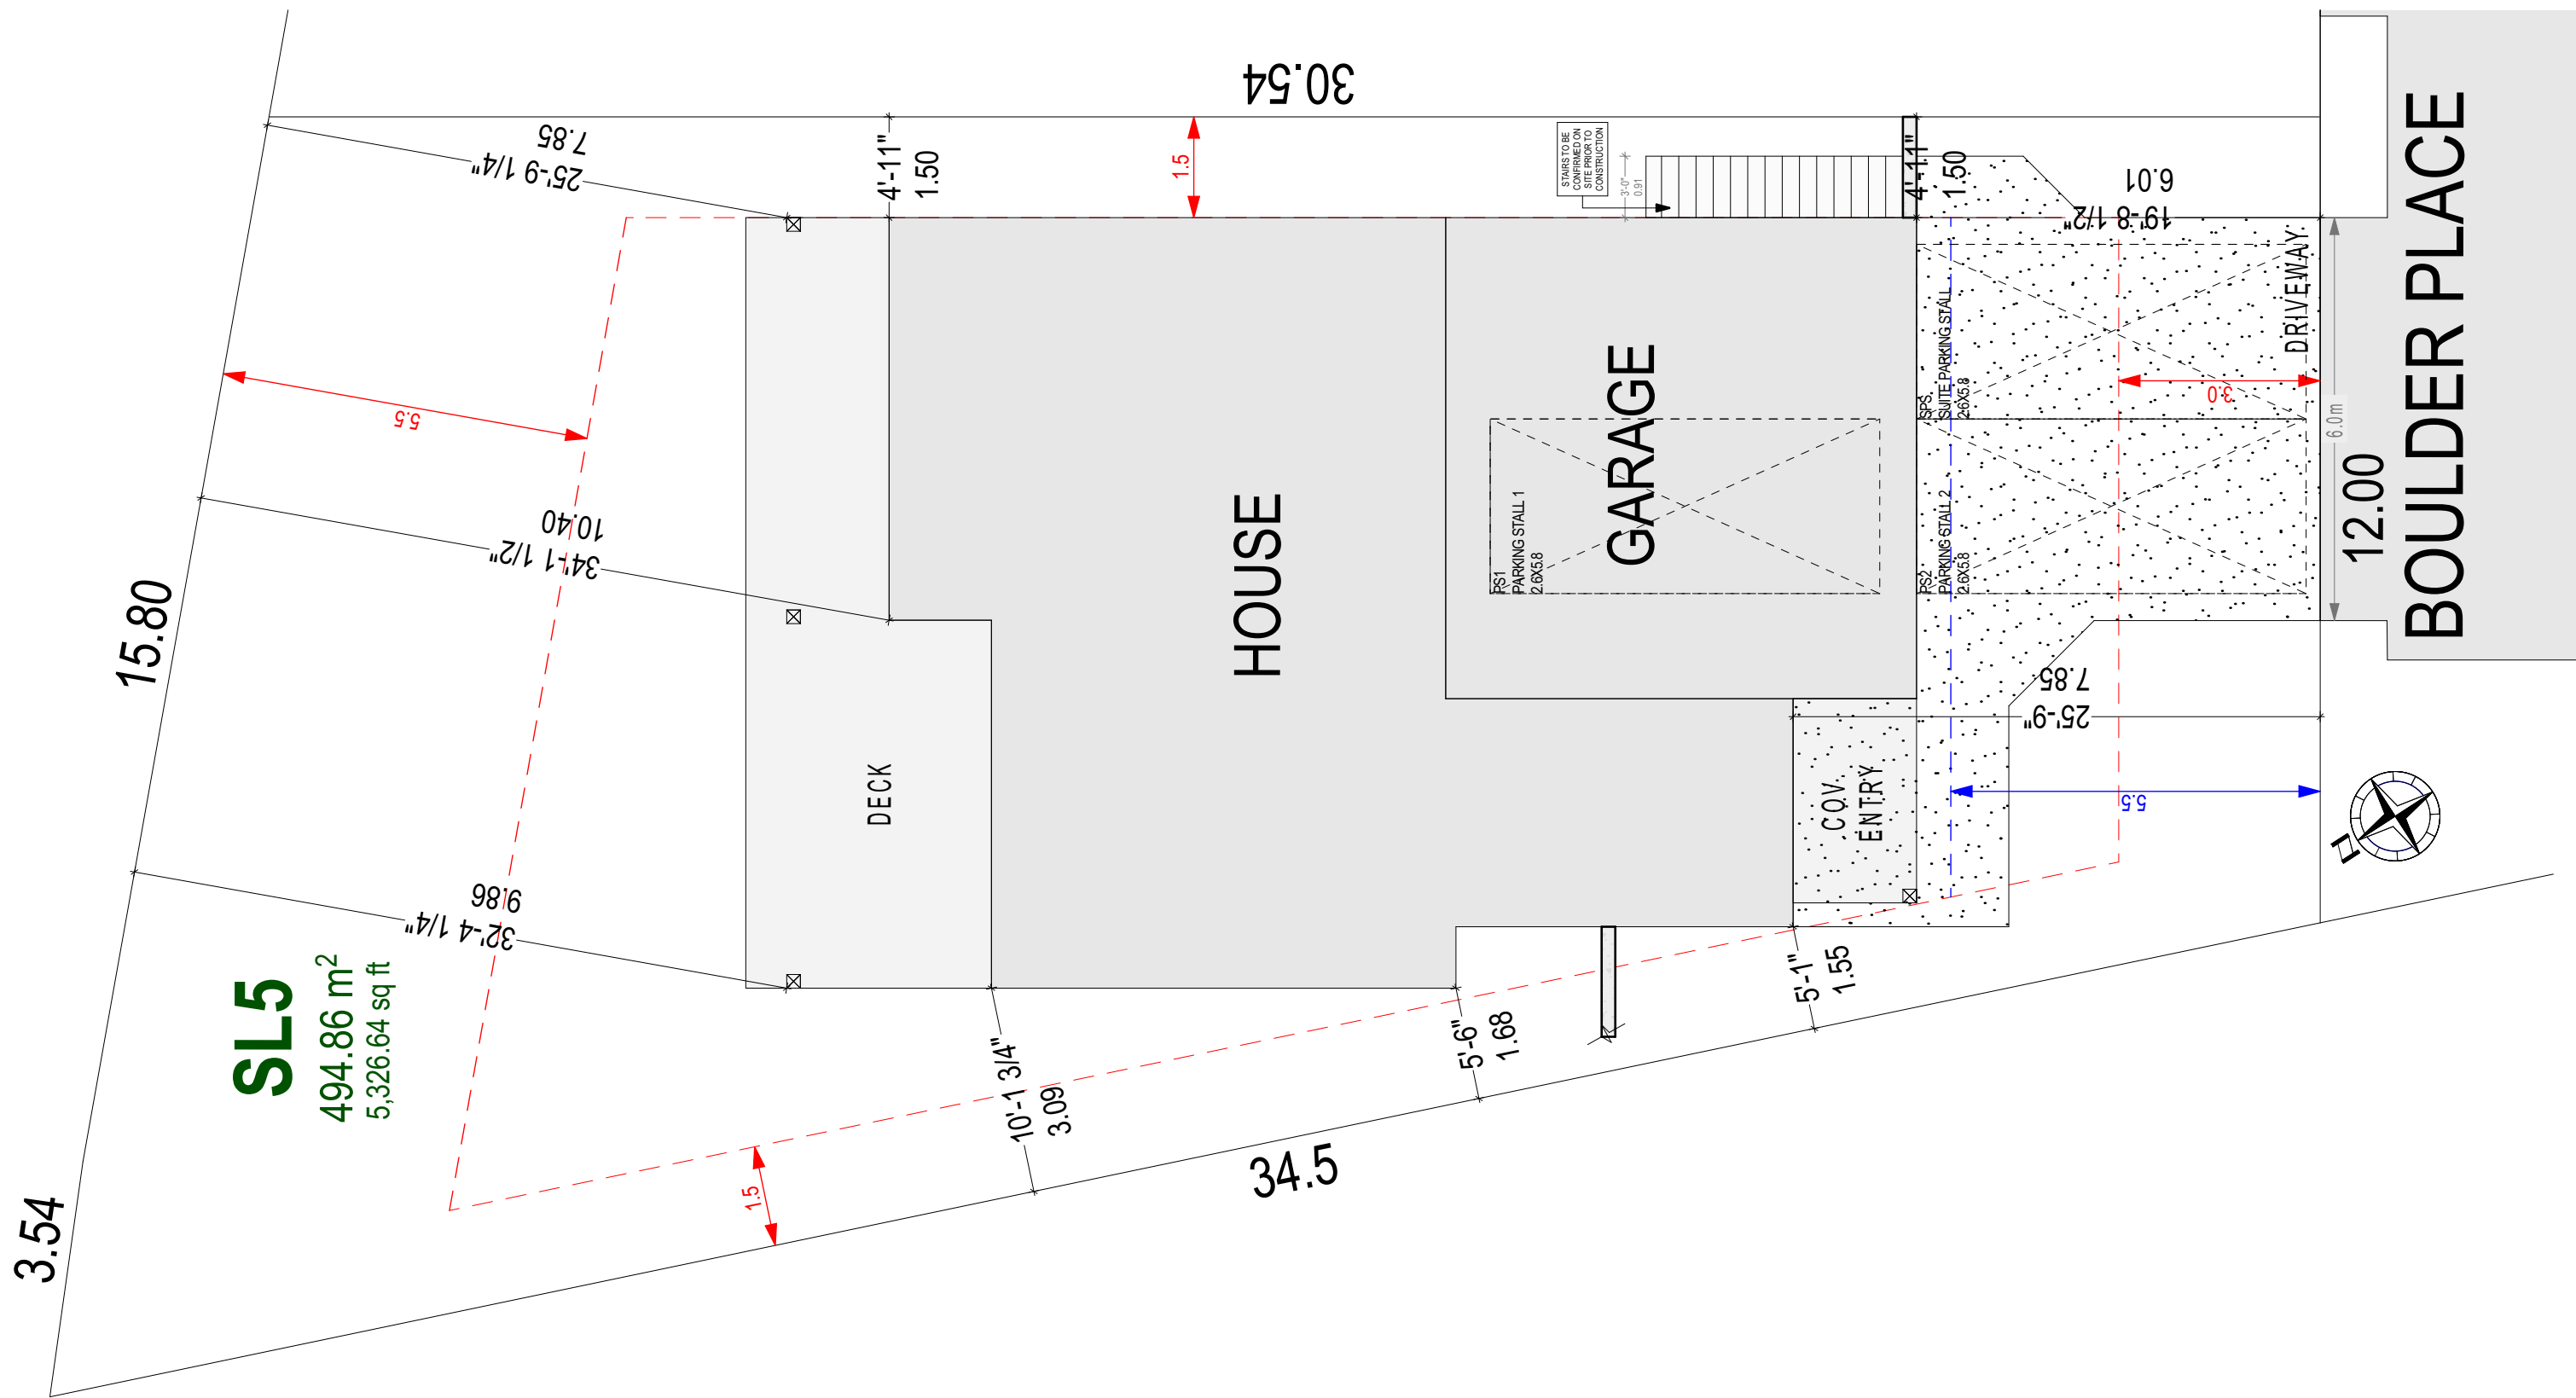 30.54
7.85
25'-9 1/4"
4'-11"
1.50
1.5
STAIRS TO BE
CONFIRMED ON
SITE PRIOR TO
CONSTRUCTION
3'-0"
0.91
4'-11"
1.50
6.01
19'-8 1/2"
DRIVEWAY
BOULDER PLACE
5.5
10.40
34'-1 1/2"
15.80
HOUSE
GARAGE
PS1
PARKING STALL 1
2.6X5.8
SPS
SUITE PARKING STALL
2.6X5.8
PS2
PARKING STALL 2
2.6X5.8
3.0
6.0m
12.00
7.85
25'-9"
DECK
COV.
ENTRY
5.5
n
9.86
32'-4 1/4"
SL5
494.86 m²
5,326.64 sq ft
10'-1 3/4"
3.09
5'-6"
1.68
5'-1"
1.55
1.5
34.5
3.54